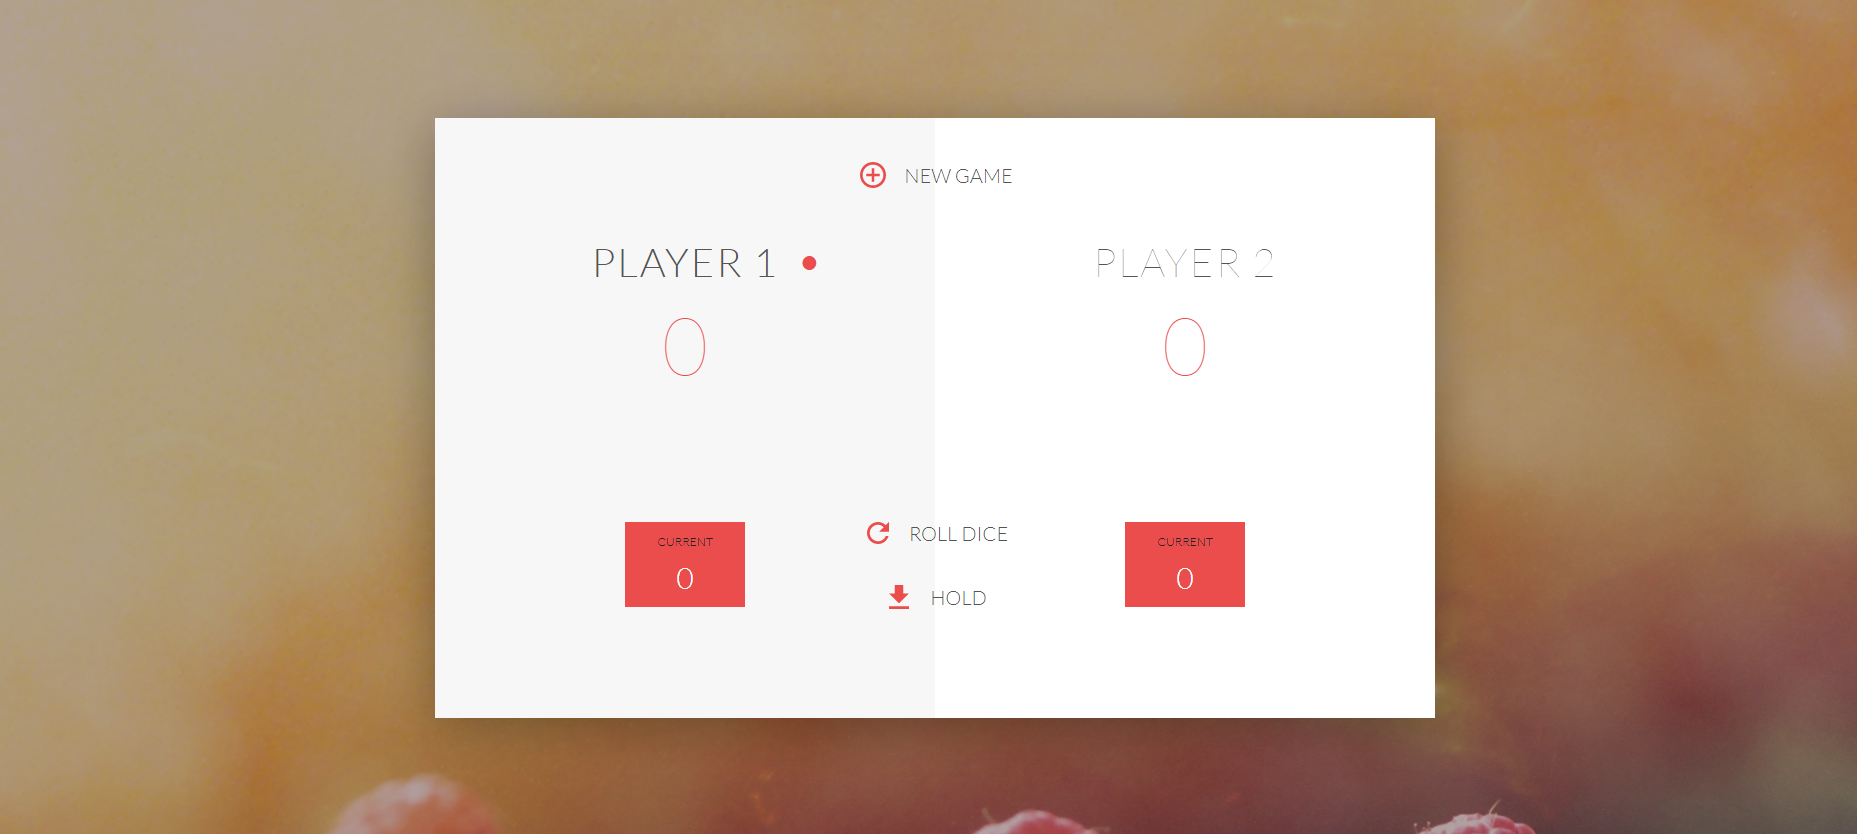 NEW GAME
PLAYER 1
0
PLAYER 2
0
CURRENT
0
ROLL DICE
HOLD
CURRENT
0